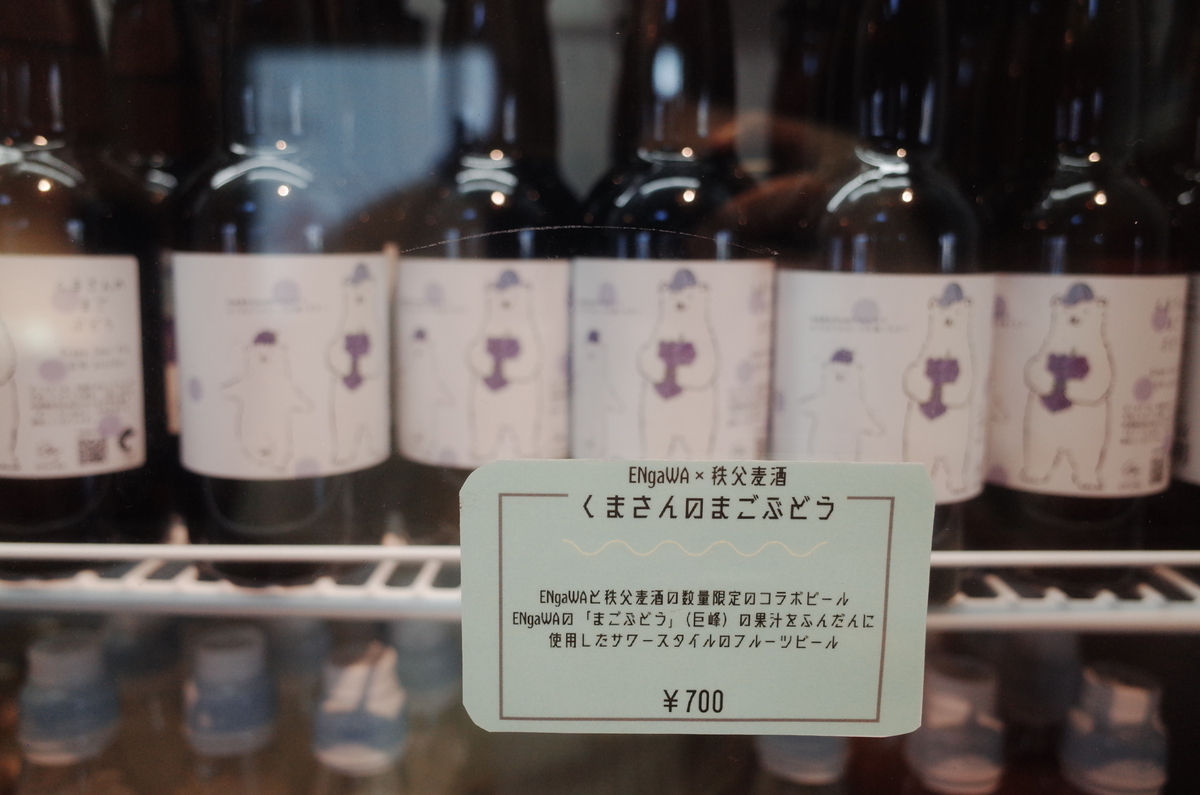 ENgaWA × 秩父麦酒
くまさんのまごぶどう
ENgaWAと秩父麦酒の数量限定のコラボビール
ENgaWAの「まごぶどう」(巨峰)の果汁をふんだんに
使用したサワースタイルのフルーツビール
¥700